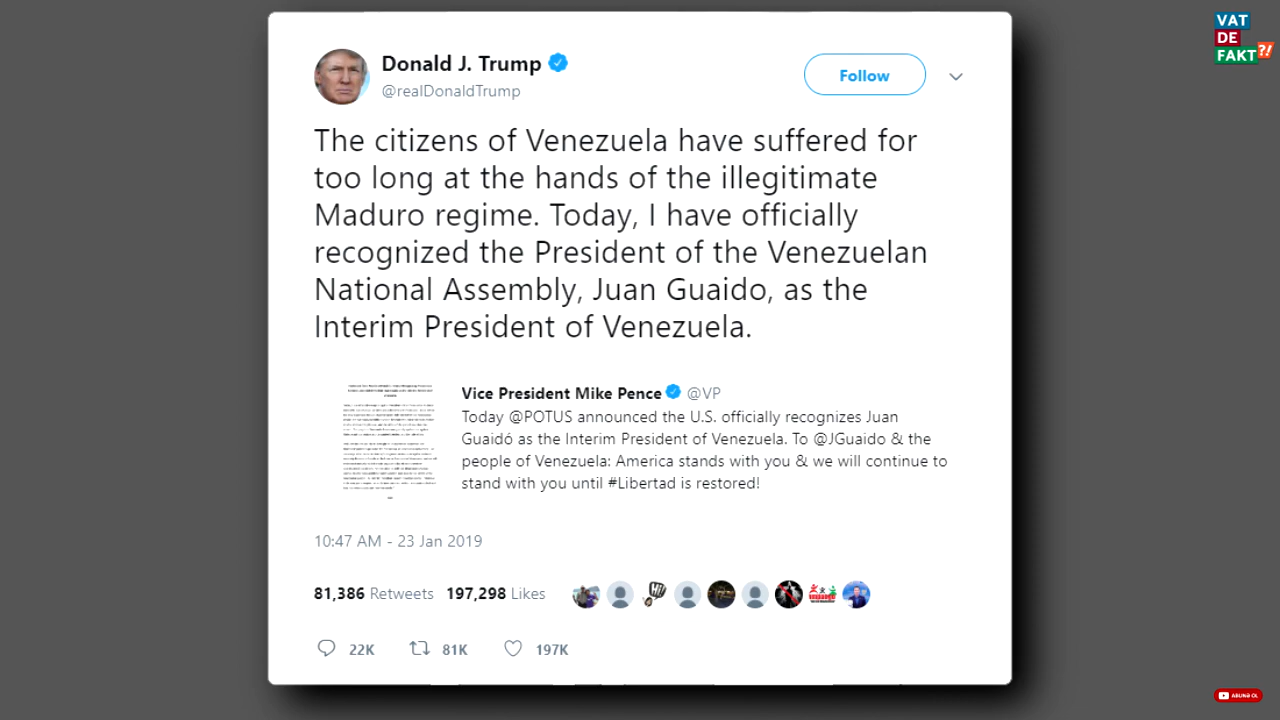 VAT
DE
FAKT?!
Donald J. Trump
@realDonaldTrump
Follow
The citizens of Venezuela have suffered for
too long at the hands of the illegitimate
Maduro regime. Today, I have officially
recognized the President of the Venezuelan
National Assembly, Juan Guaido, as the
Interim President of Venezuela.
Vice President Mike Pence @VP
Today @POTUS announced the U.S. officially recognizes Juan
Guaidó as the Interim President of Venezuela. To @JGuaido & the
people of Venezuela: America stands with you & we will continue to
stand with you until #Libertad is restored!
10:47 AM - 23 Jan 2019
81,386 Retweets 197,298 Likes
22K 81K 197K
ABUNƏ OL